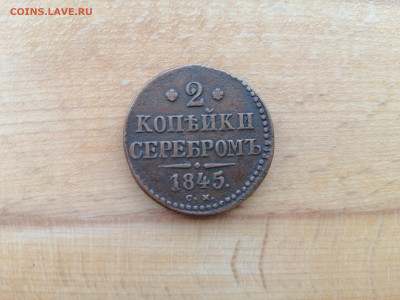 COINS.LAVE.RU
2
КОПѢЙКИ
СЕРЕБРОМЪ
1845.
С. М.